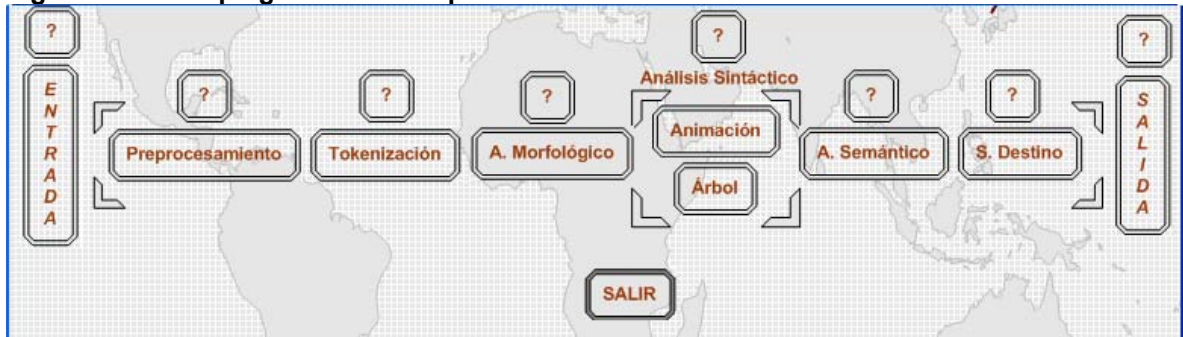 ?
ENTRADA
?
Preprocesamiento
?
Tokenización
?
A. Morfológico
?
Análisis Sintáctico
Animación
Árbol
?
A. Semántico
?
S. Destino
?
SALIDA
SALIR